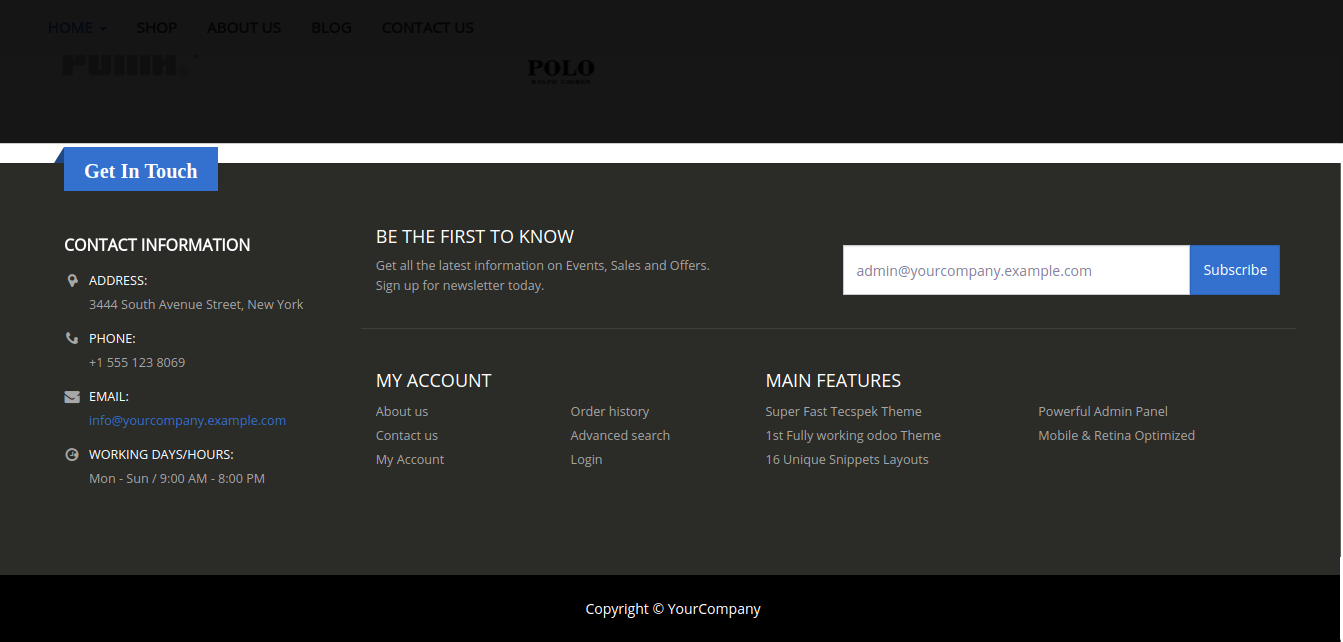 HOME SHOP ABOUT US BLOG CONTACT US
PUMA POLO
RALPH LAUREN
Get In Touch
CONTACT INFORMATION
ADDRESS:
3444 South Avenue Street, New York
PHONE:
+1 555 123 8069
EMAIL:
info@yourcompany.example.com
WORKING DAYS/HOURS:
Mon - Sun / 9:00 AM - 8:00 PM
BE THE FIRST TO KNOW
Get all the latest information on Events, Sales and Offers.
Sign up for newsletter today.
admin@yourcompany.example.com Subscribe
MY ACCOUNT
About us Order history
Contact us Advanced search
My Account Login
MAIN FEATURES
Super Fast Tecspek Theme Powerful Admin Panel
1st Fully working odoo Theme Mobile & Retina Optimized
16 Unique Snippets Layouts
Copyright © YourCompany